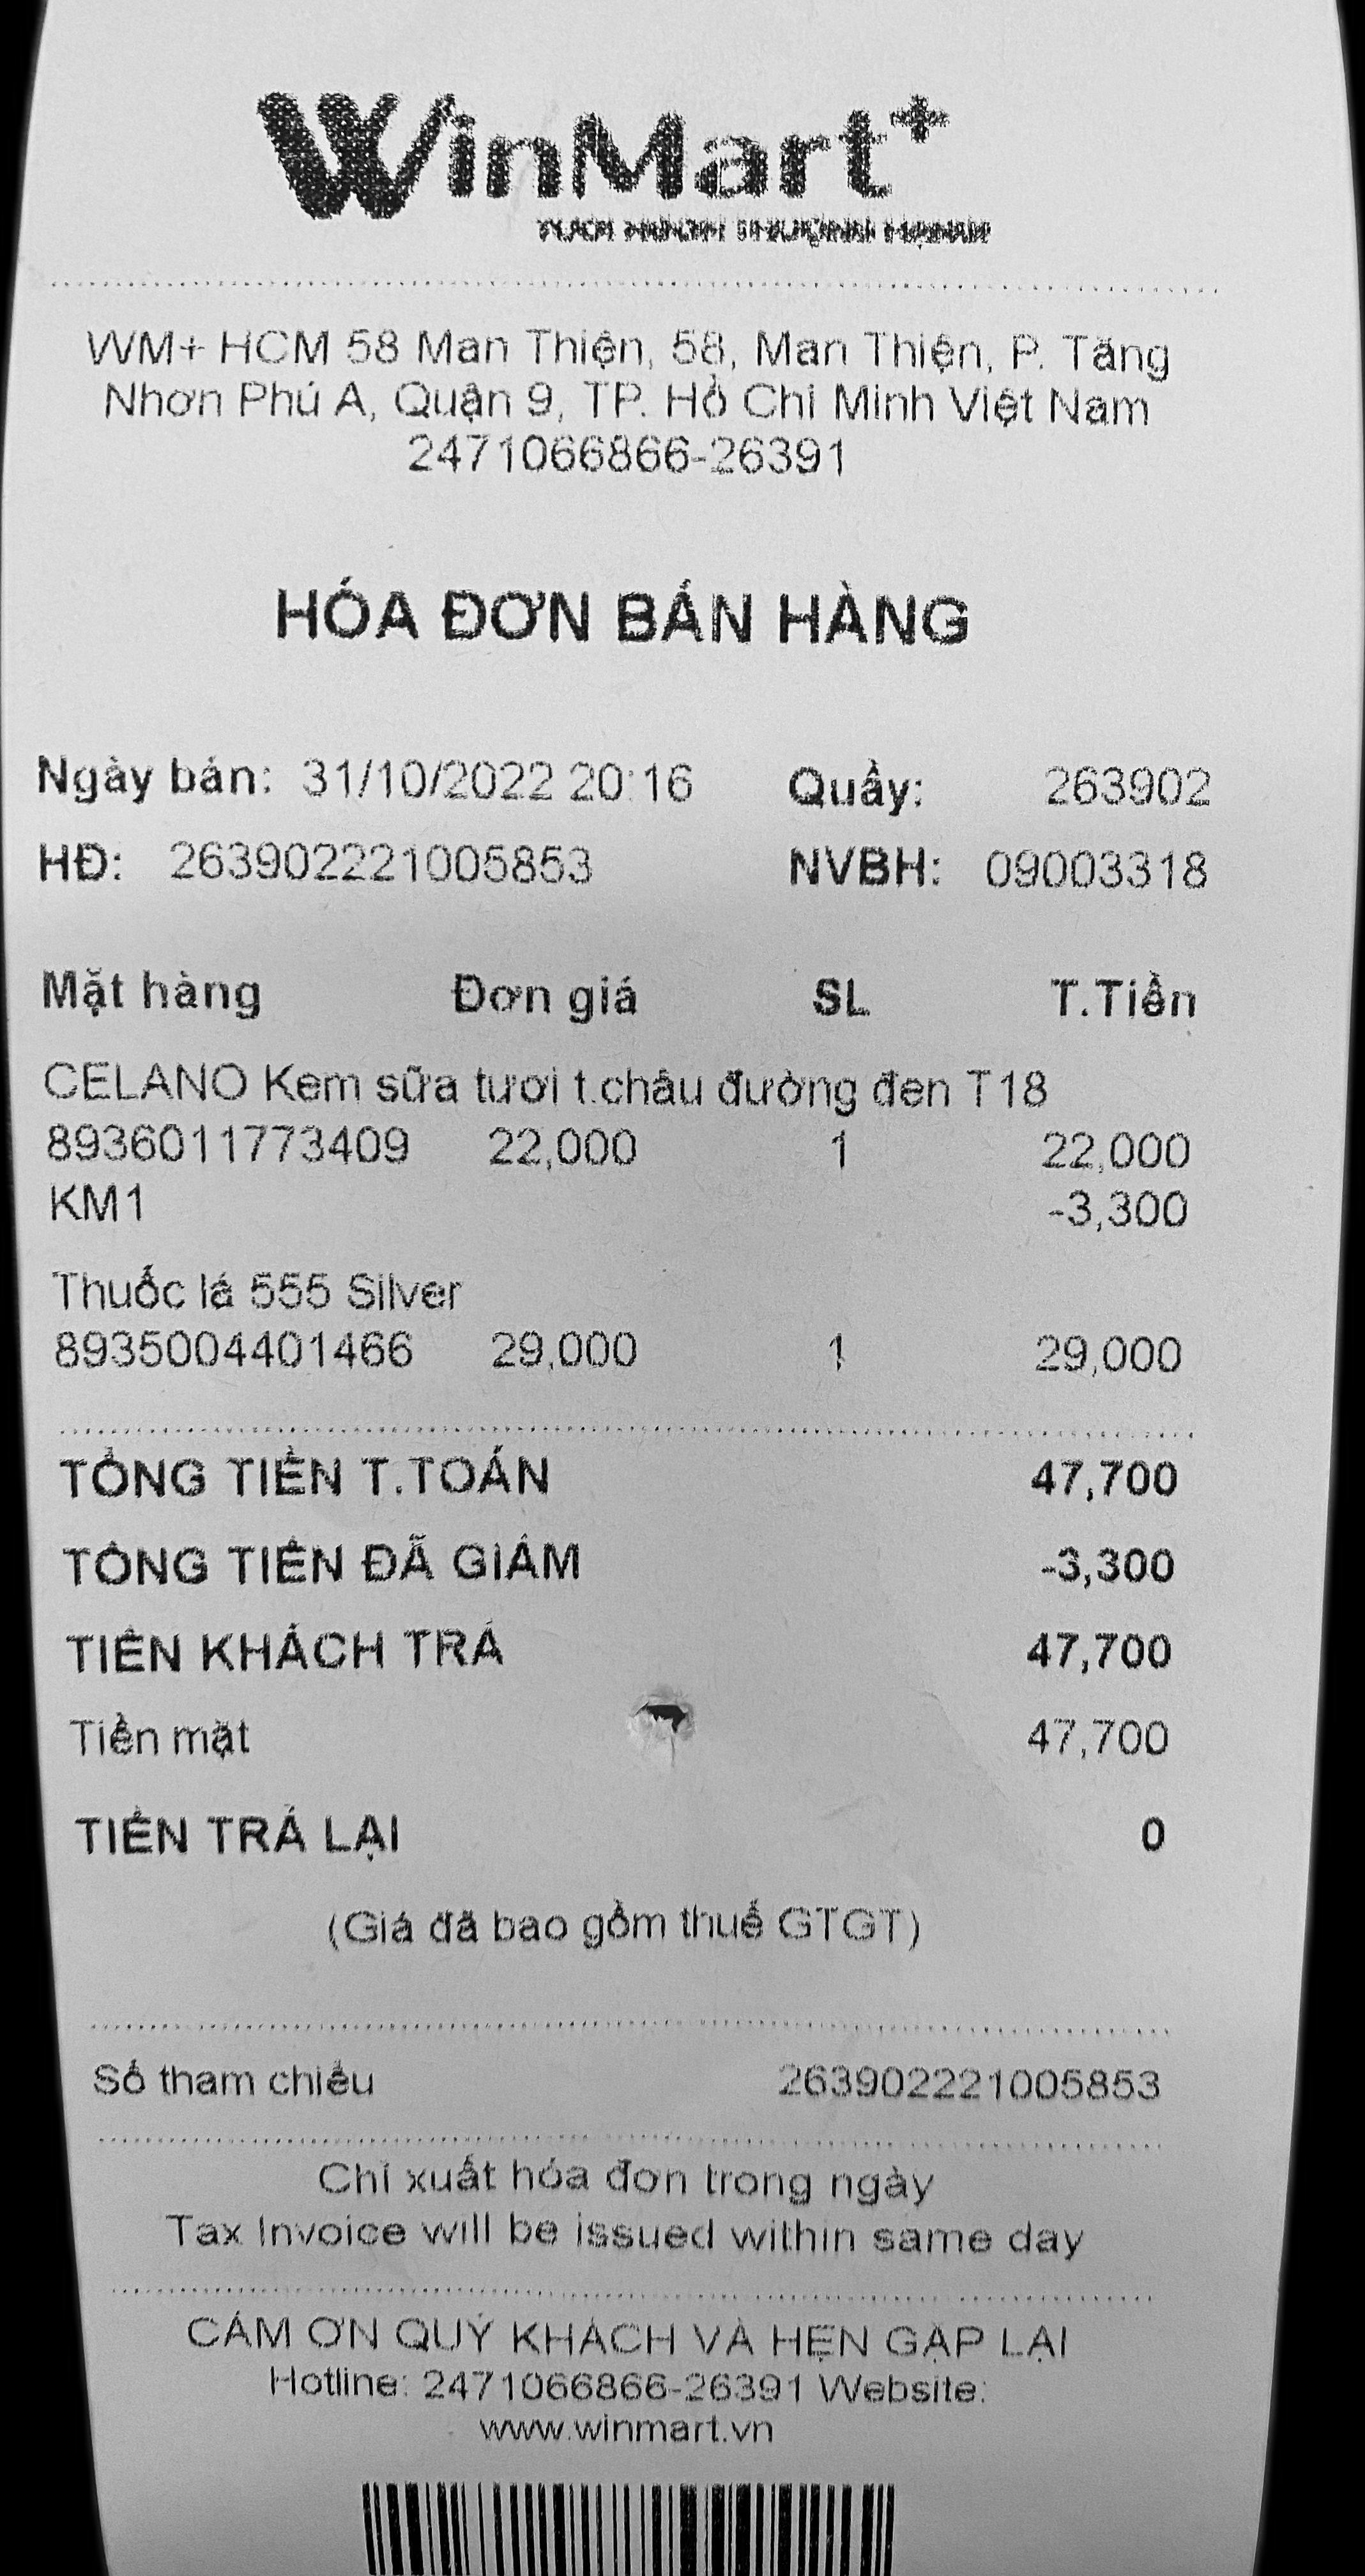 WinMart+
WM+ HCM 58 Man Thiện, 58, Man Thiện, P. Tăng
Nhơn Phú A, Quận 9, TP. Hồ Chí Minh Việt Nam
2471066866-26391
HÓA ĐƠN BÁN HÀNG
Ngày bán: 31/10/2022 20:16 Quầy: 263902
HĐ: 263902221005853 NVBH: 09003318
Mặt hàng Đơn giá SL T.Tiền
CELANO Kem sữa tươi t.châu đường đen T18
8936011773409 22,000 1 22,000
KM1 -3,300
Thuốc lá 555 Silver
8935004401466 29,000 1 29,000
TỔNG TIỀN T.TOÁN 47,700
TỔNG TIỀN ĐÃ GIẢM -3,300
TIỀN KHÁCH TRẢ 47,700
Tiền mặt 47,700
TIỀN TRẢ LẠI 0
(Giá đã bao gồm thuế GTGT)
Số tham chiếu 263902221005853
Chỉ xuất hóa đơn trong ngày
Tax Invoice will be issued within same day
CẢM ƠN QUÝ KHÁCH VÀ HẸN GẶP LẠI
Hotline: 2471066866-26391 Website:
www.winmart.vn